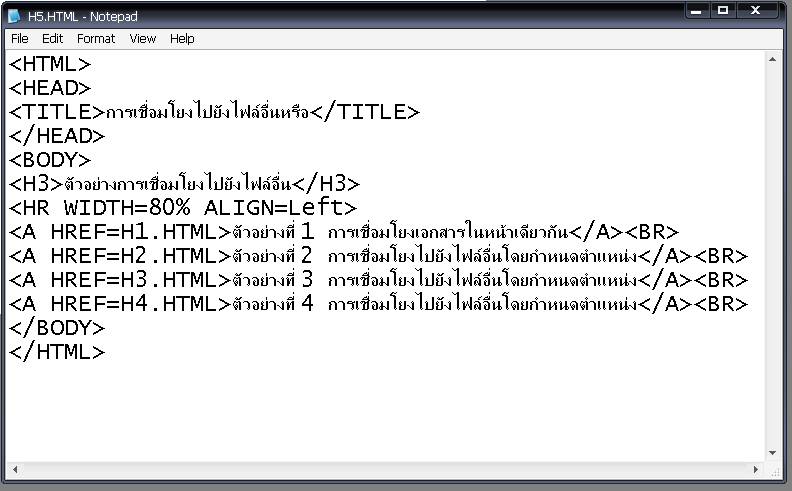 H5.HTML - Notepad
File Edit Format View Help
<HTML>
<HEAD>
<TITLE>การเชื่อมโยงไปยังไฟล์อื่นหรือ</TITLE>
</HEAD>
<BODY>
<H3>ตัวอย่างการเชื่อมโยงไปยังไฟล์อื่น</H3>
<HR WIDTH=80% ALIGN=Left>
<A HREF=H1.HTML>ตัวอย่างที่ 1 การเชื่อมโยงเอกสารในหน้าเดียวกัน</A><BR>
<A HREF=H2.HTML>ตัวอย่างที่ 2 การเชื่อมโยงไปยังไฟล์อื่นโดยกำหนดตำแหน่ง</A><BR>
<A HREF=H3.HTML>ตัวอย่างที่ 3 การเชื่อมโยงไปยังไฟล์อื่นโดยกำหนดตำแหน่ง</A><BR>
<A HREF=H4.HTML>ตัวอย่างที่ 4 การเชื่อมโยงไปยังไฟล์อื่นโดยกำหนดตำแหน่ง</A><BR>
</BODY>
</HTML>